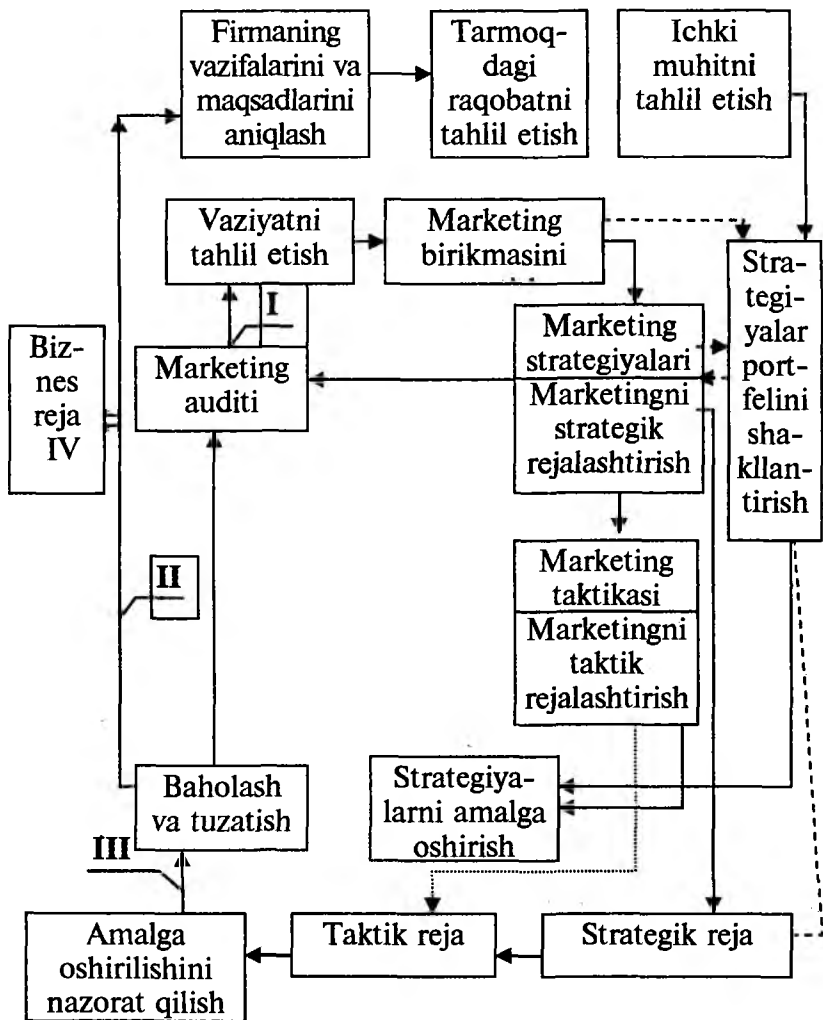 Firmaning
vazifalarini va
maqsadlarini
aniqlash
Tarmoq-
dagi
raqobatni
tahlil etish
Ichki
muhitni
tahlil etish
Vaziyatni
tahlil etish
Marketing
birikmasini
Stra-
tegi-
yalar
port-
felini
sha-
kllan-
tirish
I
Marketing
strategiyalari
Marketingni
strategik
rejalashtirish
Biz-
nes
reja
IV
Marketing
auditi
II
Marketing
taktikasi
Marketingni
taktik
rejalashtirish
Baholash
va tuzatish
Strategiya-
larni amalga
oshirish
III
Amalga
oshirilishini
nazorat qilish
Taktik reja
Strategik reja